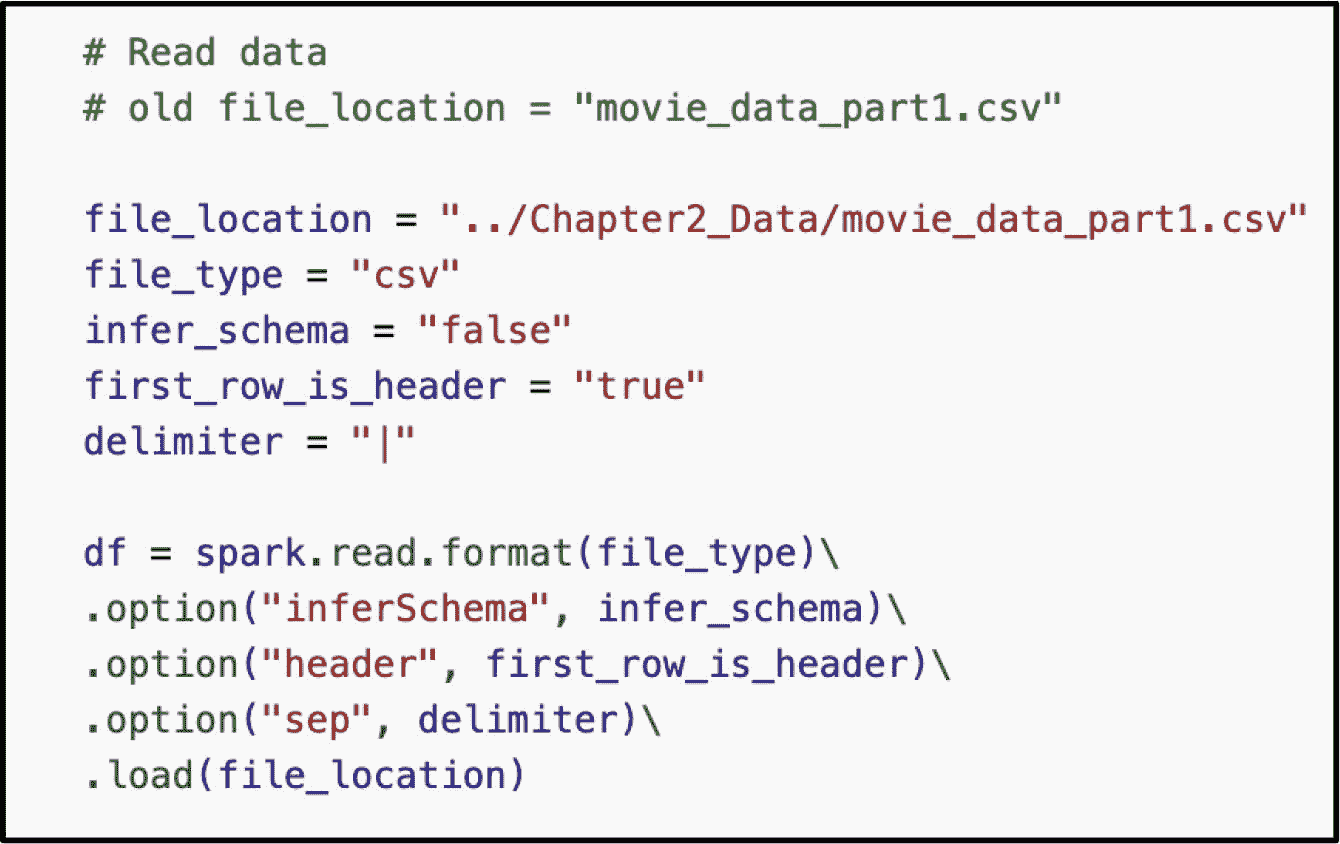 # Read data
# old file_location = "movie_data_part1.csv"
file_location = "../Chapter2_Data/movie_data_part1.csv"
file_type = "csv"
infer_schema = "false"
first_row_is_header = "true"
delimiter = "|"
df = spark.read.format(file_type)\
.option("inferSchema", infer_schema)\
.option("header", first_row_is_header)\
.option("sep", delimiter)\
.load(file_location)